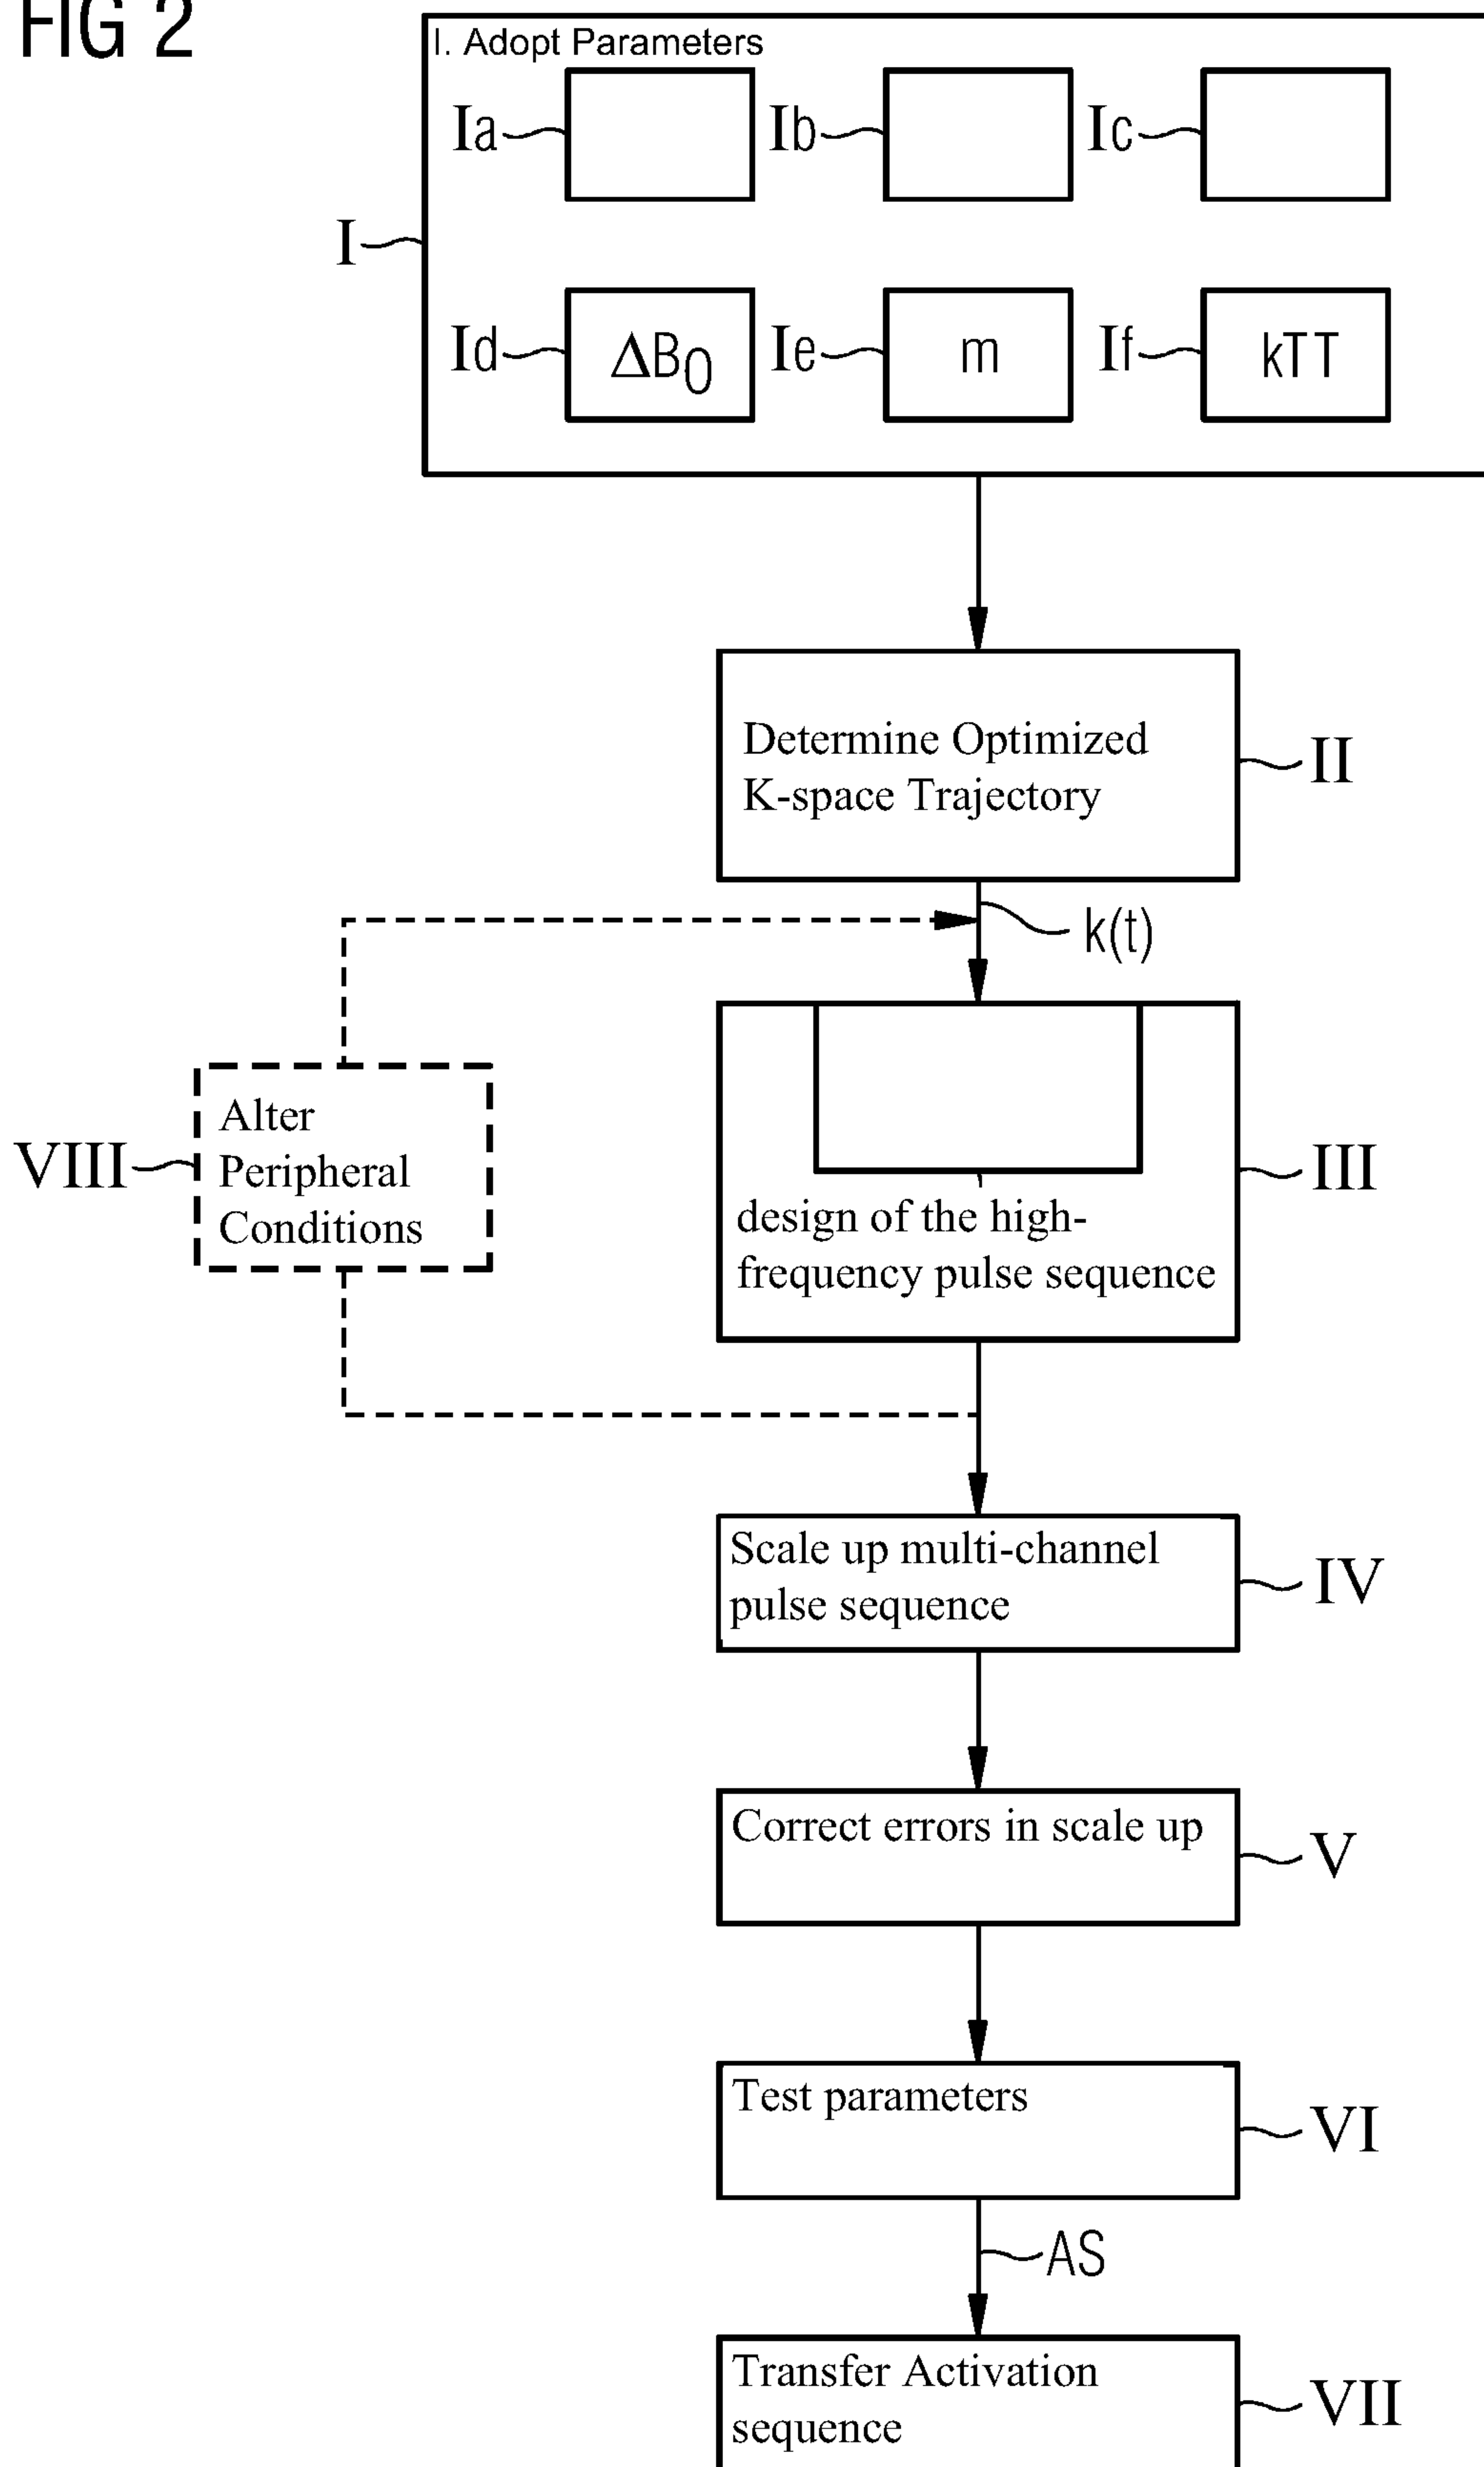 FIG 2
I. Adopt Parameters
Ia
Ib
Ic
I
Id
ΔB0
Ie
m
If
kTT
Determine Optimized
K-space Trajectory
II
k(t)
Alter
Peripheral
Conditions
VIII
III
design of the high-
frequency pulse sequence
Scale up multi-channel
pulse sequence
IV
Correct errors in scale up
V
Test parameters
VI
AS
Transfer Activation
sequence
VII